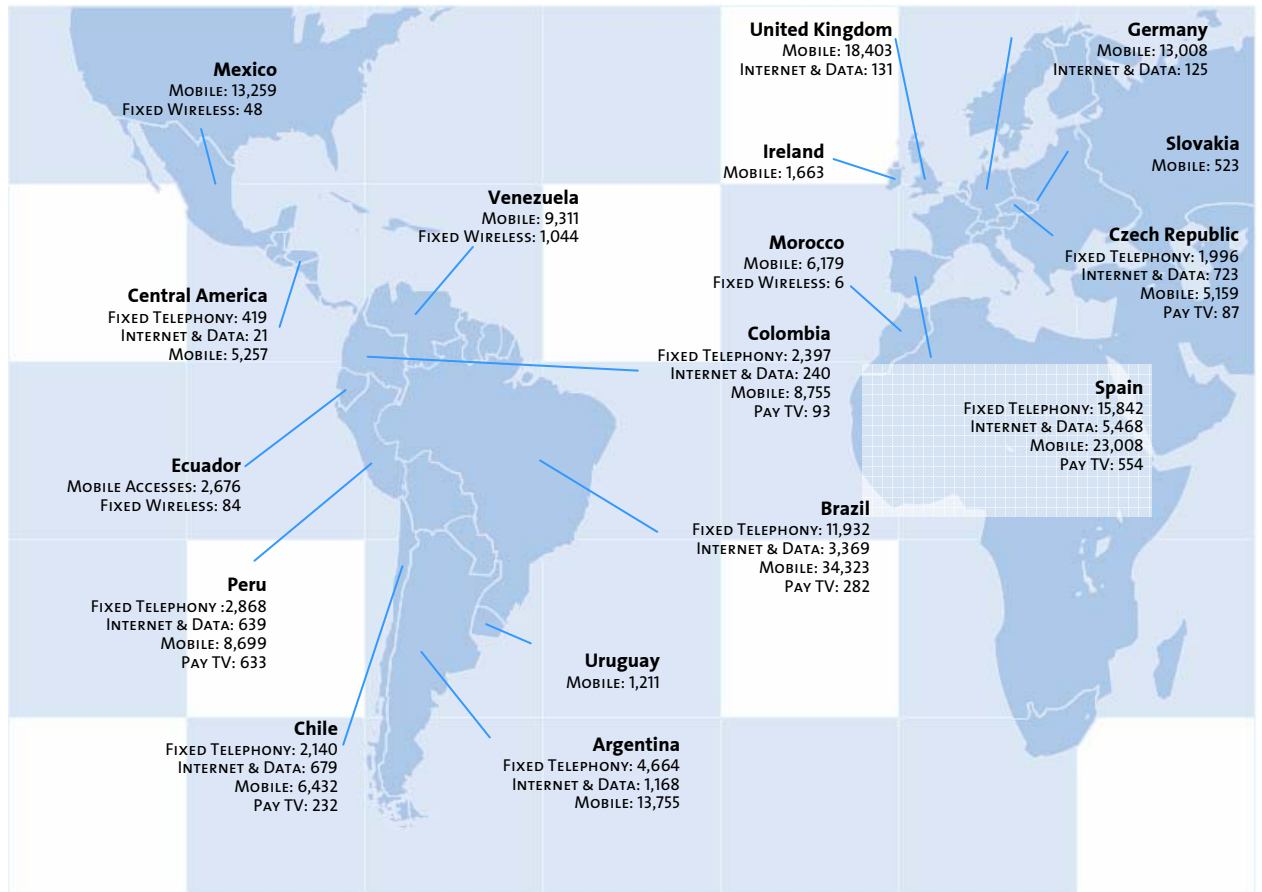 Mexico
Mobile: 13,259
Fixed Wireless: 48
United Kingdom
Mobile: 18,403
Internet & Data: 131
Germany
Mobile: 13,008
Internet & Data: 125
Ireland
Mobile: 1,663
Slovakia
Mobile: 523
Venezuela
Mobile: 9,311
Fixed Wireless: 1,044
Morocco
Mobile: 6,179
Fixed Wireless: 6
Czech Republic
Fixed Telephony: 1,996
Internet & Data: 723
Mobile: 5,159
Pay TV: 87
Central America
Fixed Telephony: 419
Internet & Data: 21
Mobile: 5,257
Colombia
Fixed Telephony: 2,397
Internet & Data: 240
Mobile: 8,755
Pay TV: 93
Spain
Fixed Telephony: 15,842
Internet & Data: 5,468
Mobile: 23,008
Pay TV: 554
Ecuador
Mobile Accesses: 2,676
Fixed Wireless: 84
Brazil
Fixed Telephony: 11,932
Internet & Data: 3,369
Mobile: 34,323
Pay TV: 282
Peru
Fixed Telephony :2,868
Internet & Data: 639
Mobile: 8,699
Pay TV: 633
Uruguay
Mobile: 1,211
Chile
Fixed Telephony: 2,140
Internet & Data: 679
Mobile: 6,432
Pay TV: 232
Argentina
Fixed Telephony: 4,664
Internet & Data: 1,168
Mobile: 13,755